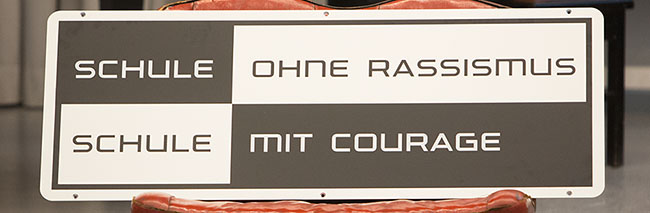 SCHULE OHNE RASSISMUS
SCHULE MIT COURAGE